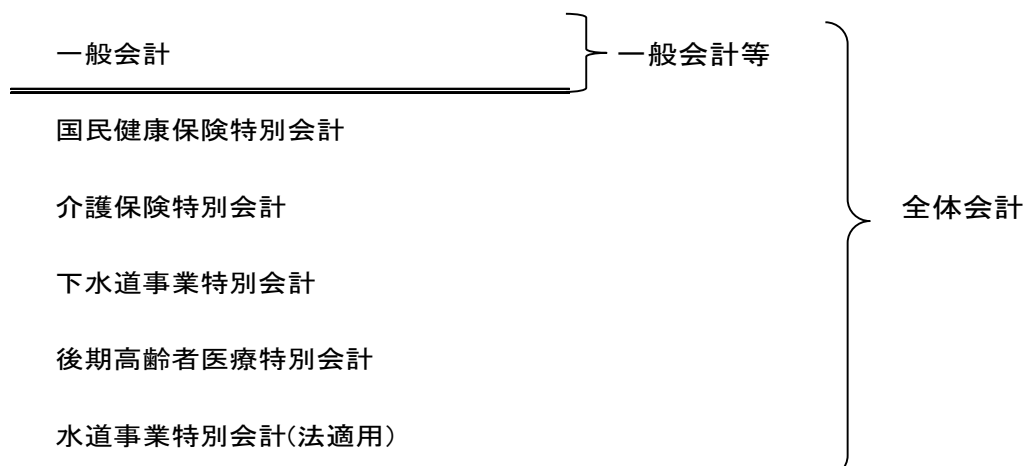 一般会計
一般会計等
国民健康保険特別会計
介護保険特別会計
全体会計
下水道事業特別会計
後期高齢者医療特別会計
水道事業特別会計(法適用)